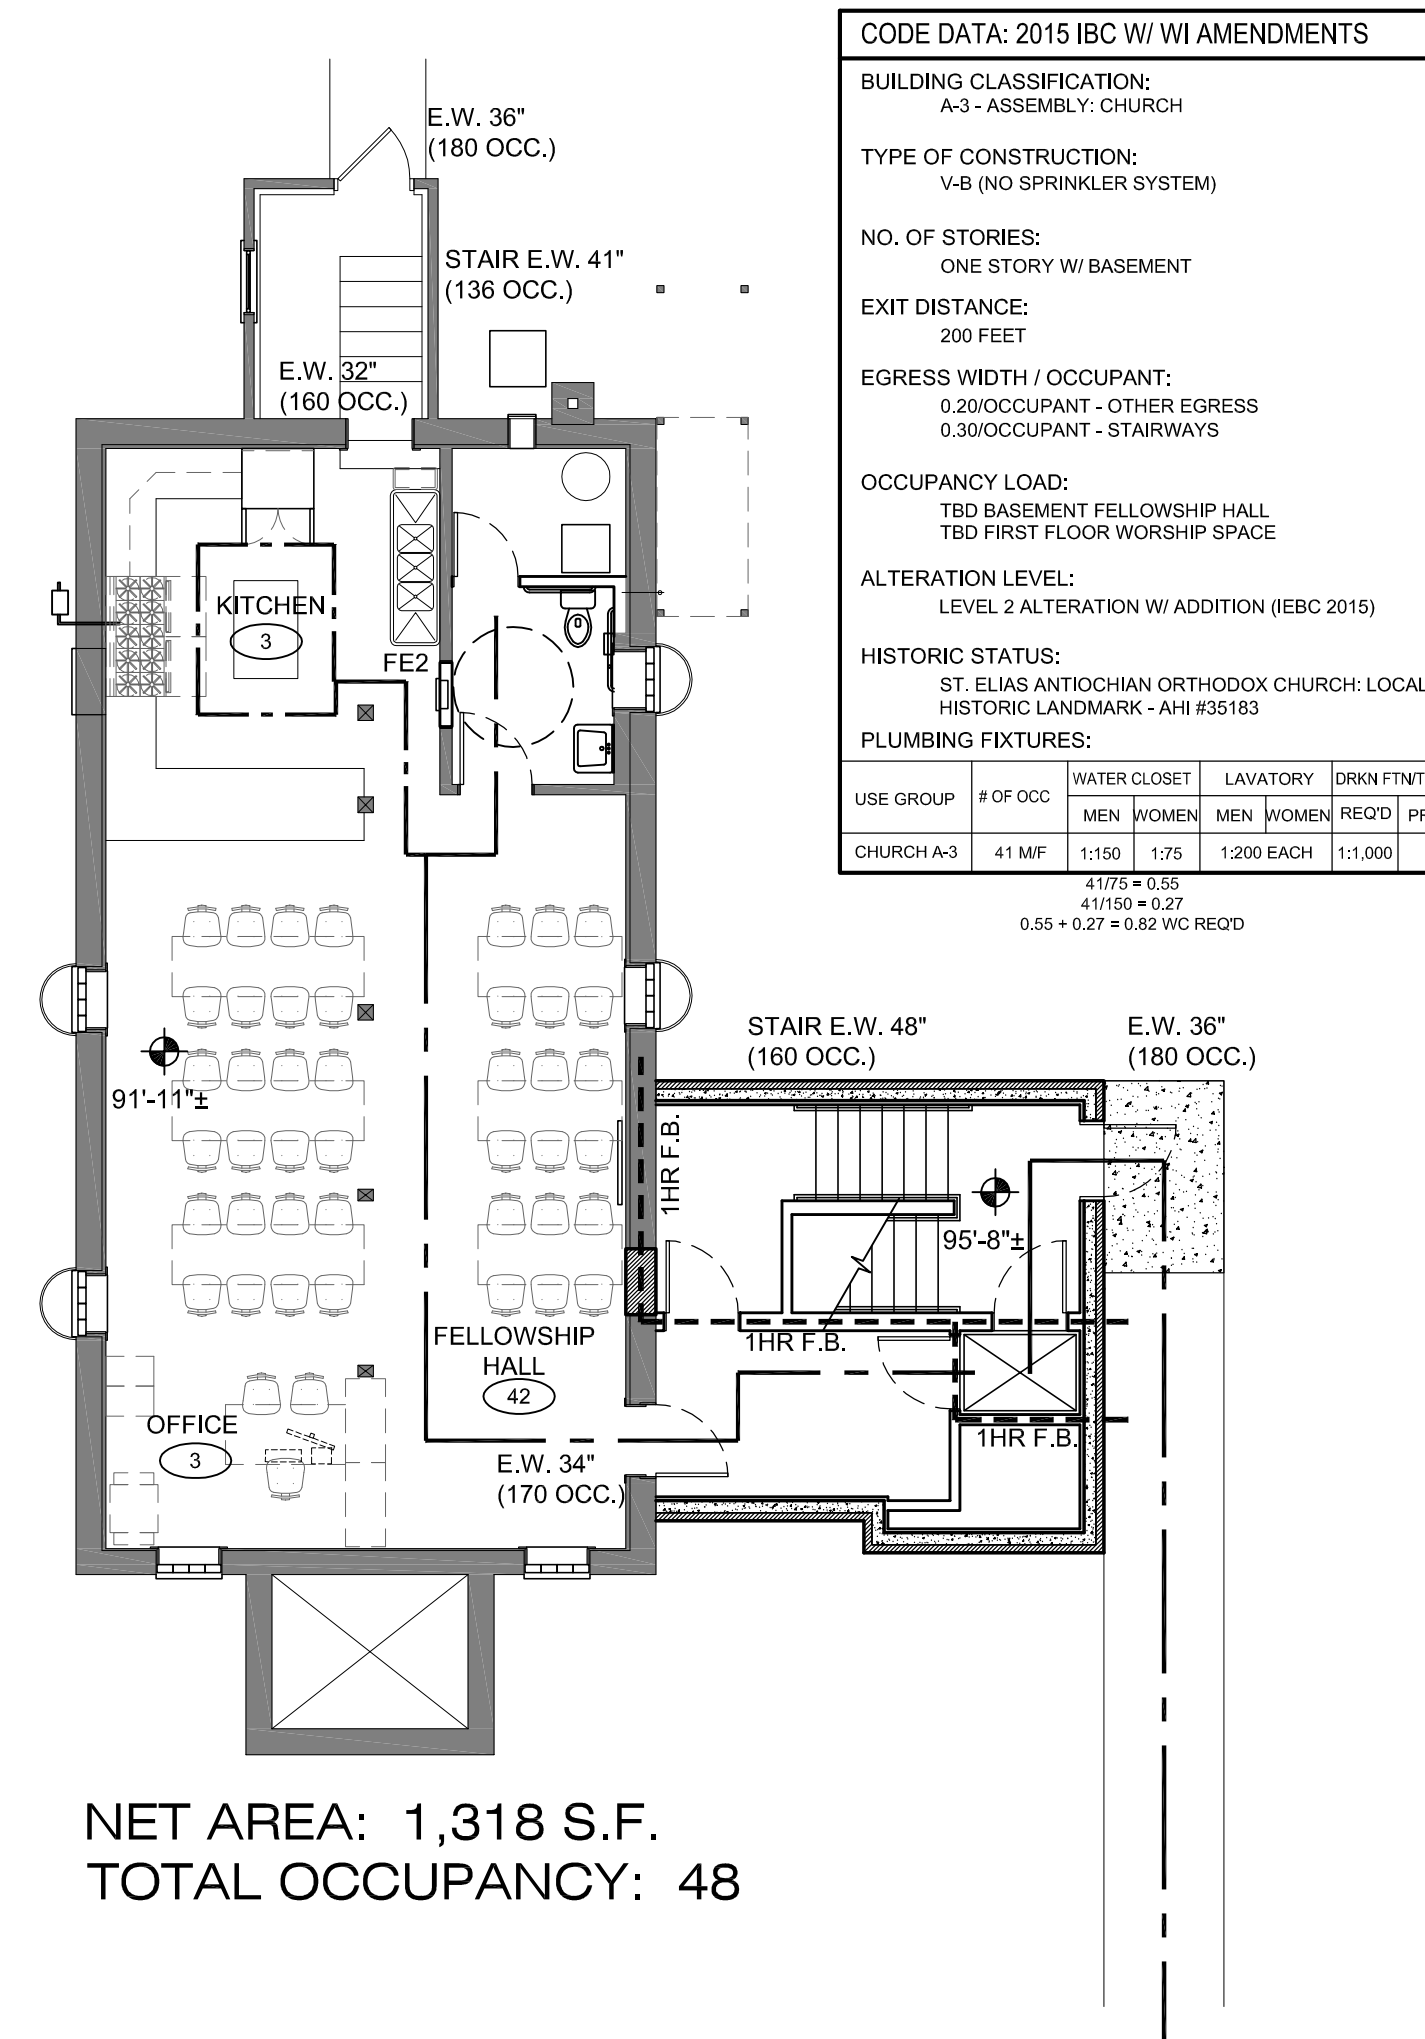 CODE DATA: 2015 IBC W/ WI AMENDMENTS
BUILDING CLASSIFICATION:
A-3 - ASSEMBLY: CHURCH
TYPE OF CONSTRUCTION:
V-B (NO SPRINKLER SYSTEM)
NO. OF STORIES:
ONE STORY W/ BASEMENT
EXIT DISTANCE:
200 FEET
EGRESS WIDTH / OCCUPANT:
0.20/OCCUPANT - OTHER EGRESS
0.30/OCCUPANT - STAIRWAYS
OCCUPANCY LOAD:
TBD BASEMENT FELLOWSHIP HALL
TBD FIRST FLOOR WORSHIP SPACE
ALTERATION LEVEL:
LEVEL 2 ALTERATION W/ ADDITION (IEBC 2015)
HISTORIC STATUS:
ST. ELIAS ANTIOCHIAN ORTHODOX CHURCH: LOCAL
HISTORIC LANDMARK - AHI #35183
PLUMBING FIXTURES:
USE GROUP # OF OCC WATER CLOSET LAVATORY DRKN FTN/T
MEN WOMEN MEN WOMEN REQ'D
CHURCH A-3 41 M/F 1:150 1:75 1:200 EACH 1:1,000
41/75 = 0.55
41/150 = 0.27
0.55 + 0.27 = 0.82 WC REQ'D
E.W. 36"
(180 OCC.)
STAIR E.W. 41"
(136 OCC.)
E.W. 32"
(160 OCC.)
KITCHEN
3
FE2
91'-11"±
STAIR E.W. 48"
(160 OCC.)
E.W. 36"
(180 OCC.)
1HR F.B.
95'-8"±
1HR F.B.
1HR F.B.
FELLOWSHIP
HALL
42
OFFICE
3
E.W. 34"
(170 OCC.)
NET AREA: 1,318 S.F.
TOTAL OCCUPANCY: 48